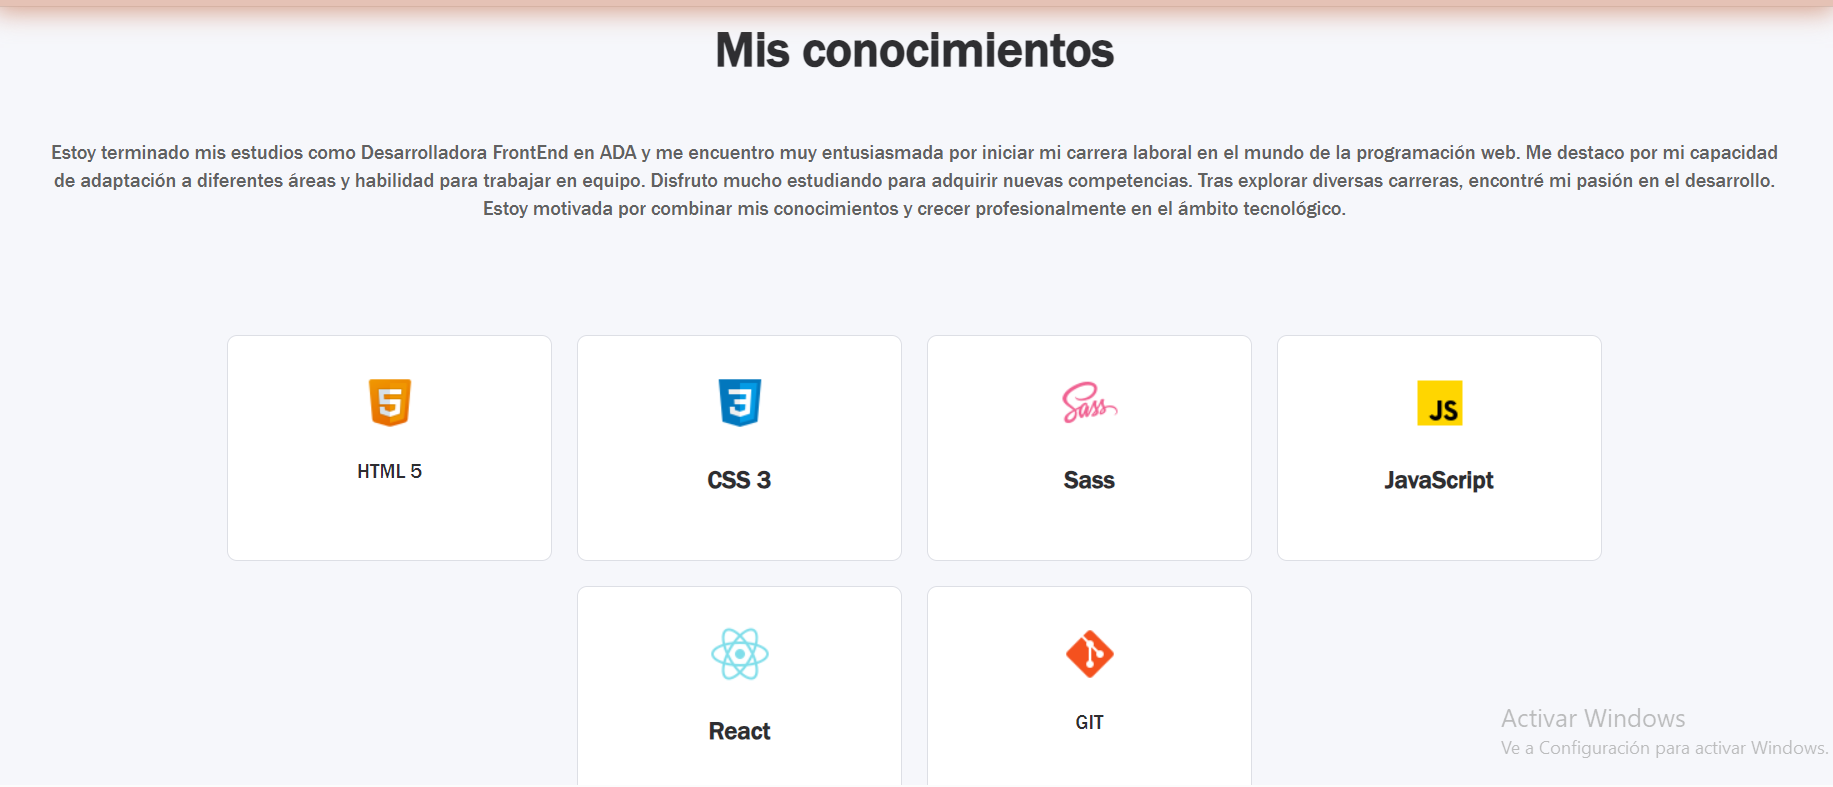 Mis conocimientos
Estoy terminado mis estudios como Desarrolladora FrontEnd en ADA y me encuentro muy entusiasmada por iniciar mi carrera laboral en el mundo de la programación web. Me destaco por mi capacidad
de adaptación a diferentes áreas y habilidad para trabajar en equipo. Disfruto mucho estudiando para adquirir nuevas competencias. Tras explorar diversas carreras, encontré mi pasión en el desarrollo.
Estoy motivada por combinar mis conocimientos y crecer profesionalmente en el ámbito tecnológico.
5
HTML 5
3
CSS 3
Sass
Sass
JS
JavaScript
React
GIT
Activar Windows
Ve a Configuración para activar Windows.